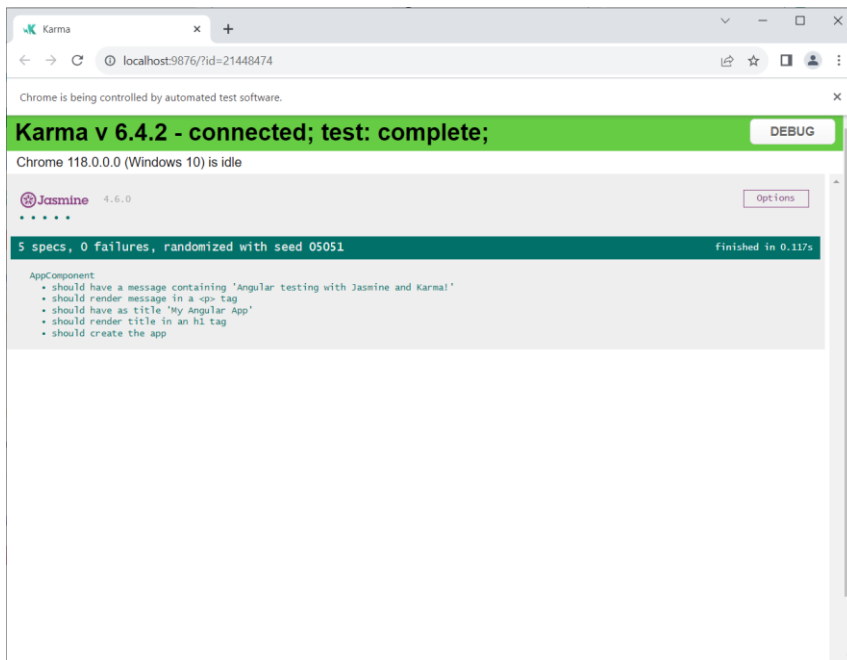 Karma
localhost:9876/?id=21448474
Chrome is being controlled by automated test software.
Karma v 6.4.2 - connected; test: complete;
DEBUG
Chrome 118.0.0.0 (Windows 10) is idle
Jasmine 4.6.0
Options
5 specs, 0 failures, randomized with seed 05051
finished in 0.117s
AppComponent
• should have a message containing 'Angular testing with Jasmine and Karma!'
• should render message in a <p> tag
• should have as title 'My Angular App'
• should render title in an h1 tag
• should create the app